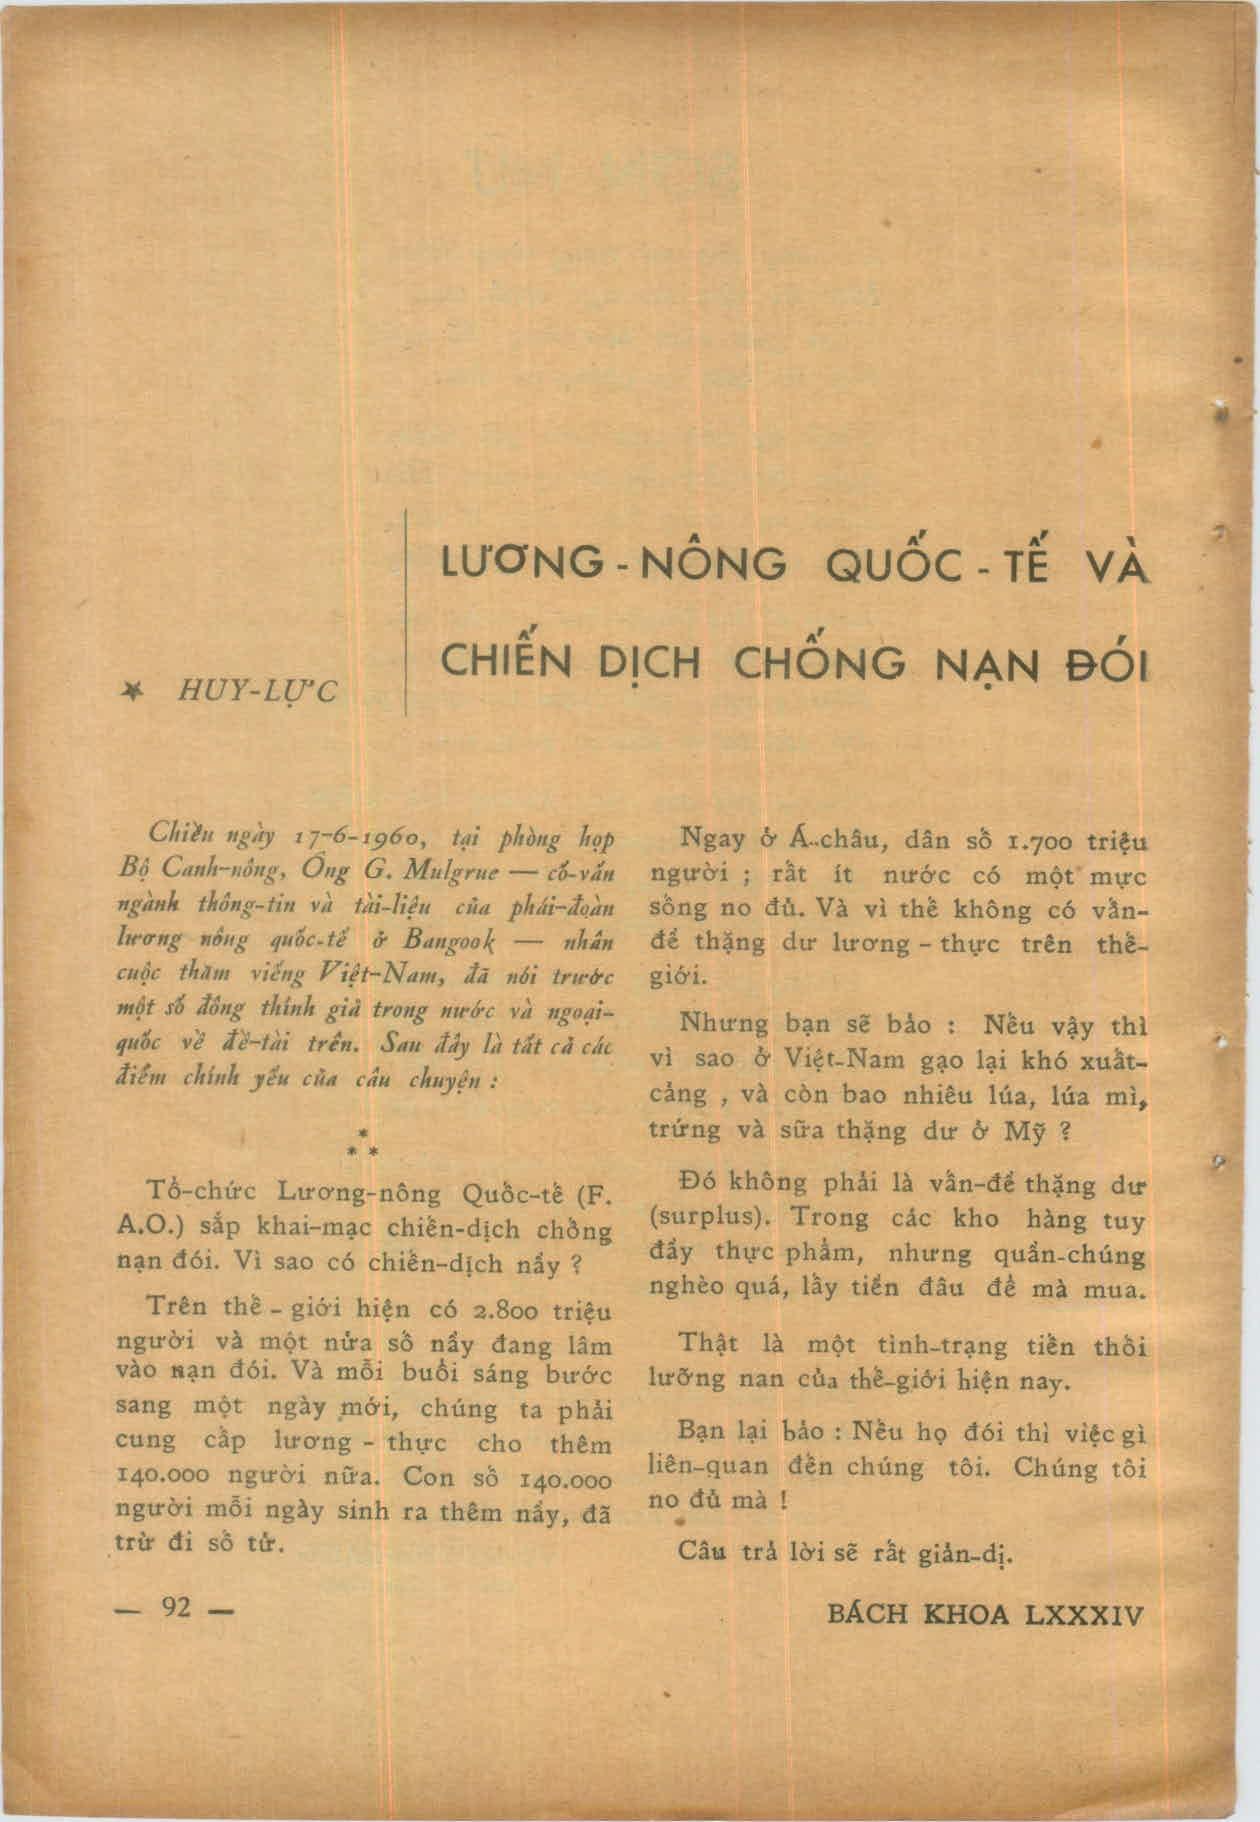 LƯƠNG - NÔNG QUỐC - TẾ VÀ
CHIẾN DỊCH CHỐNG NẠN ĐÓI
★ HUY-LỰC
Chiều ngày 17-6-1960, tại phòng họp
Bộ Canh-nông, Ông G. Mulgrue — cố-vấn
ngành thông-tin và tài-liệu của phái-đoàn
lương nông quốc-tế ở Bangook — nhân
cuộc thăm viếng Việt-Nam, đã nói trước
một số đông thính giả trong nước và ngoại-
quốc về đề-tài trên. Sau đây là tất cả các
điểm chính yếu của câu chuyện :
*
* *
Tổ-chức Lương-nông Quốc-tế (F.
A.O.) sắp khai-mạc chiến-dịch chống
nạn đói. Vì sao có chiến-dịch nầy ?
Trên thế - giới hiện có 2.800 triệu
người và một nửa số nầy đang lâm
vào nạn đói. Và mỗi buổi sáng bước
sang một ngày mới, chúng ta phải
cung cấp lương - thực cho thêm
140.000 người nữa. Con số 140.000
người mỗi ngày sinh ra thêm nầy, đã
trừ đi số tử.
Ngay ở Á-châu, dân số 1.700 triệu
người ; rất ít nước có một mực
sống no đủ. Và vì thế không có vấn-
đề thặng dư lương - thực trên thế-
giới.
Nhưng bạn sẽ bảo : Nếu vậy thì
vì sao ở Việt-Nam gạo lại khó xuất-
cảng , và còn bao nhiêu lúa, lúa mì,
trứng và sữa thặng dư ở Mỹ ?
Đó không phải là vấn-đề thặng dư
(surplus). Trong các kho hàng tuy
đầy thực phẩm, nhưng quần-chúng
nghèo quá, lấy tiền đâu để mà mua.
Thật là một tình-trạng tiến thối
lưỡng nan của thế-giới hiện nay.
Bạn lại bảo : Nếu họ đói thì việc gì
liên-quan đến chúng tôi. Chúng tôi
no đủ mà !
Câu trả lời sẽ rất giản-dị.
— 92 —
BÁCH KHOA LXXXIV